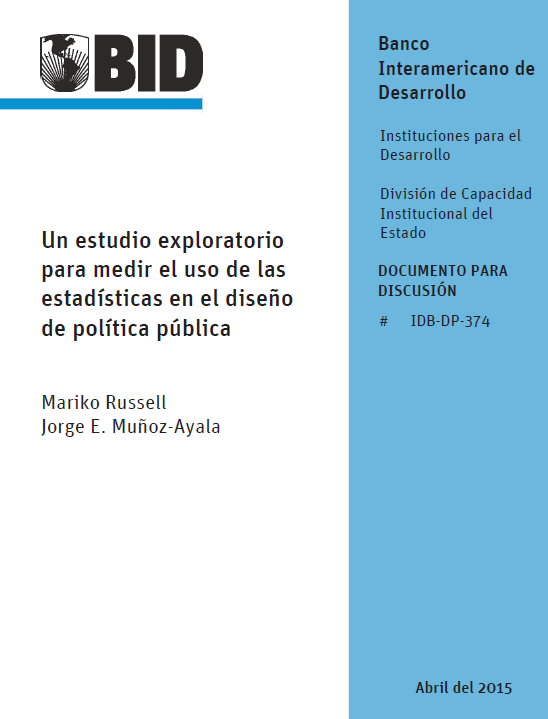 BID
Un estudio exploratorio
para medir el uso de las
estadísticas en el diseño
de política pública
Mariko Russell
Jorge E. Muñoz-Ayala
Banco
Interamericano de
Desarrollo
Instituciones para el
Desarrollo
División de Capacidad
Institucional del
Estado
DOCUMENTO PARA
DISCUSIÓN
# IDB-DP-374
Abril del 2015